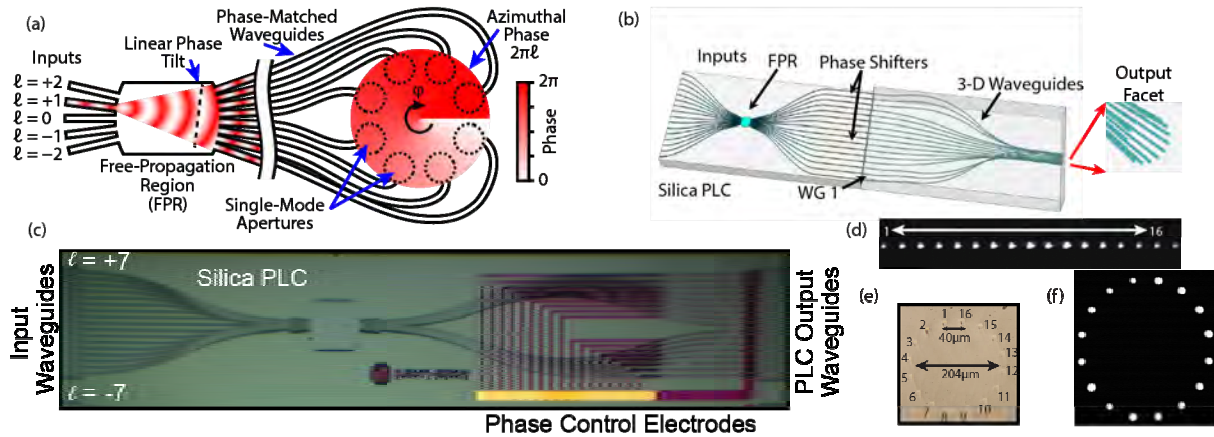 (a)
Linear Phase
Tilt
Phase-Matched
Waveguides
Azimuthal
Phase
2πℓ
Inputs
ℓ = +2
ℓ = +1
ℓ = 0
ℓ = −1
ℓ = −2
φ
2π
Phase
0
Free-Propagation
Region
(FPR)
Single-Mode
Apertures
(b)
Inputs
FPR
Phase Shifters
3-D Waveguides
Output
Facet
Silica PLC
WG 1
(c)
ℓ = +7
Silica PLC
Input
Waveguides
ℓ = -7
PLC Output
Waveguides
Phase Control Electrodes
(d)
1
16
(e)
1 16
2 15
40μm
3 14
4 13
204μm
12
5
6 11
7 8 9 10
(f)